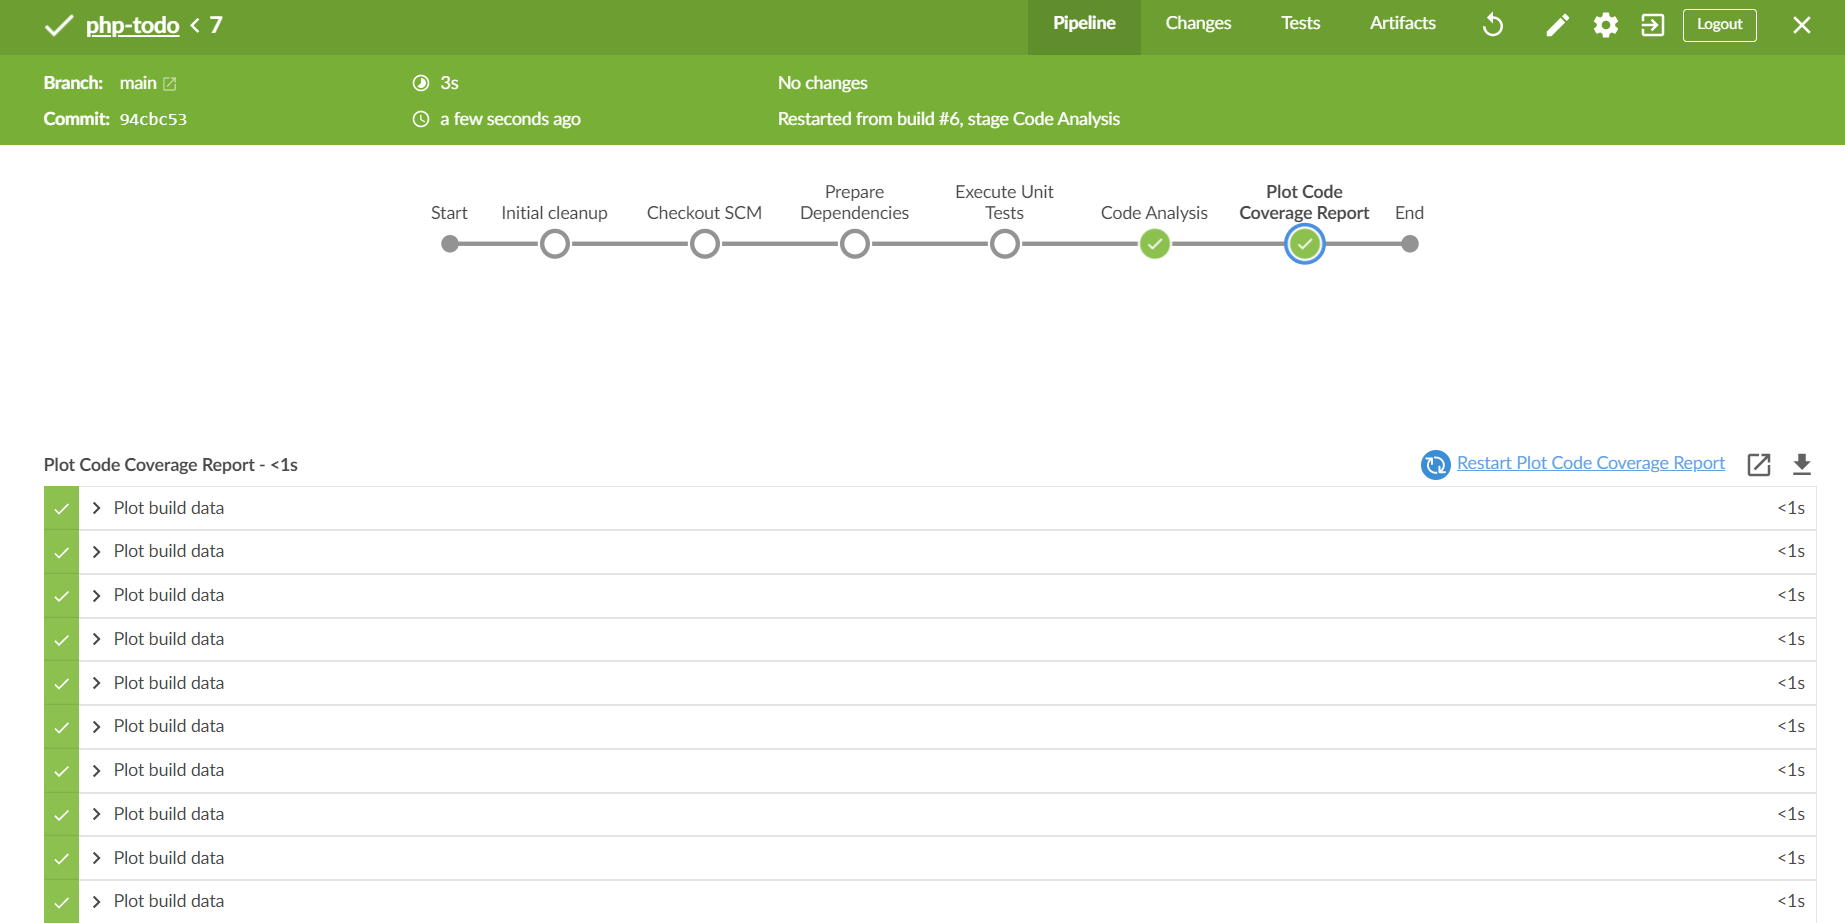 php-todo < 7
Pipeline
Changes
Tests
Artifacts
Logout
Branch: main
3s
No changes
Commit: 94cbc53
a few seconds ago
Restarted from build #6, stage Code Analysis
Start
Initial cleanup
Checkout SCM
Prepare
Dependencies
Execute Unit
Tests
Code Analysis
Plot Code
Coverage Report
End
Plot Code Coverage Report - <1s
Restart Plot Code Coverage Report
Plot build data <1s
Plot build data <1s
Plot build data <1s
Plot build data <1s
Plot build data <1s
Plot build data <1s
Plot build data <1s
Plot build data <1s
Plot build data <1s
Plot build data <1s